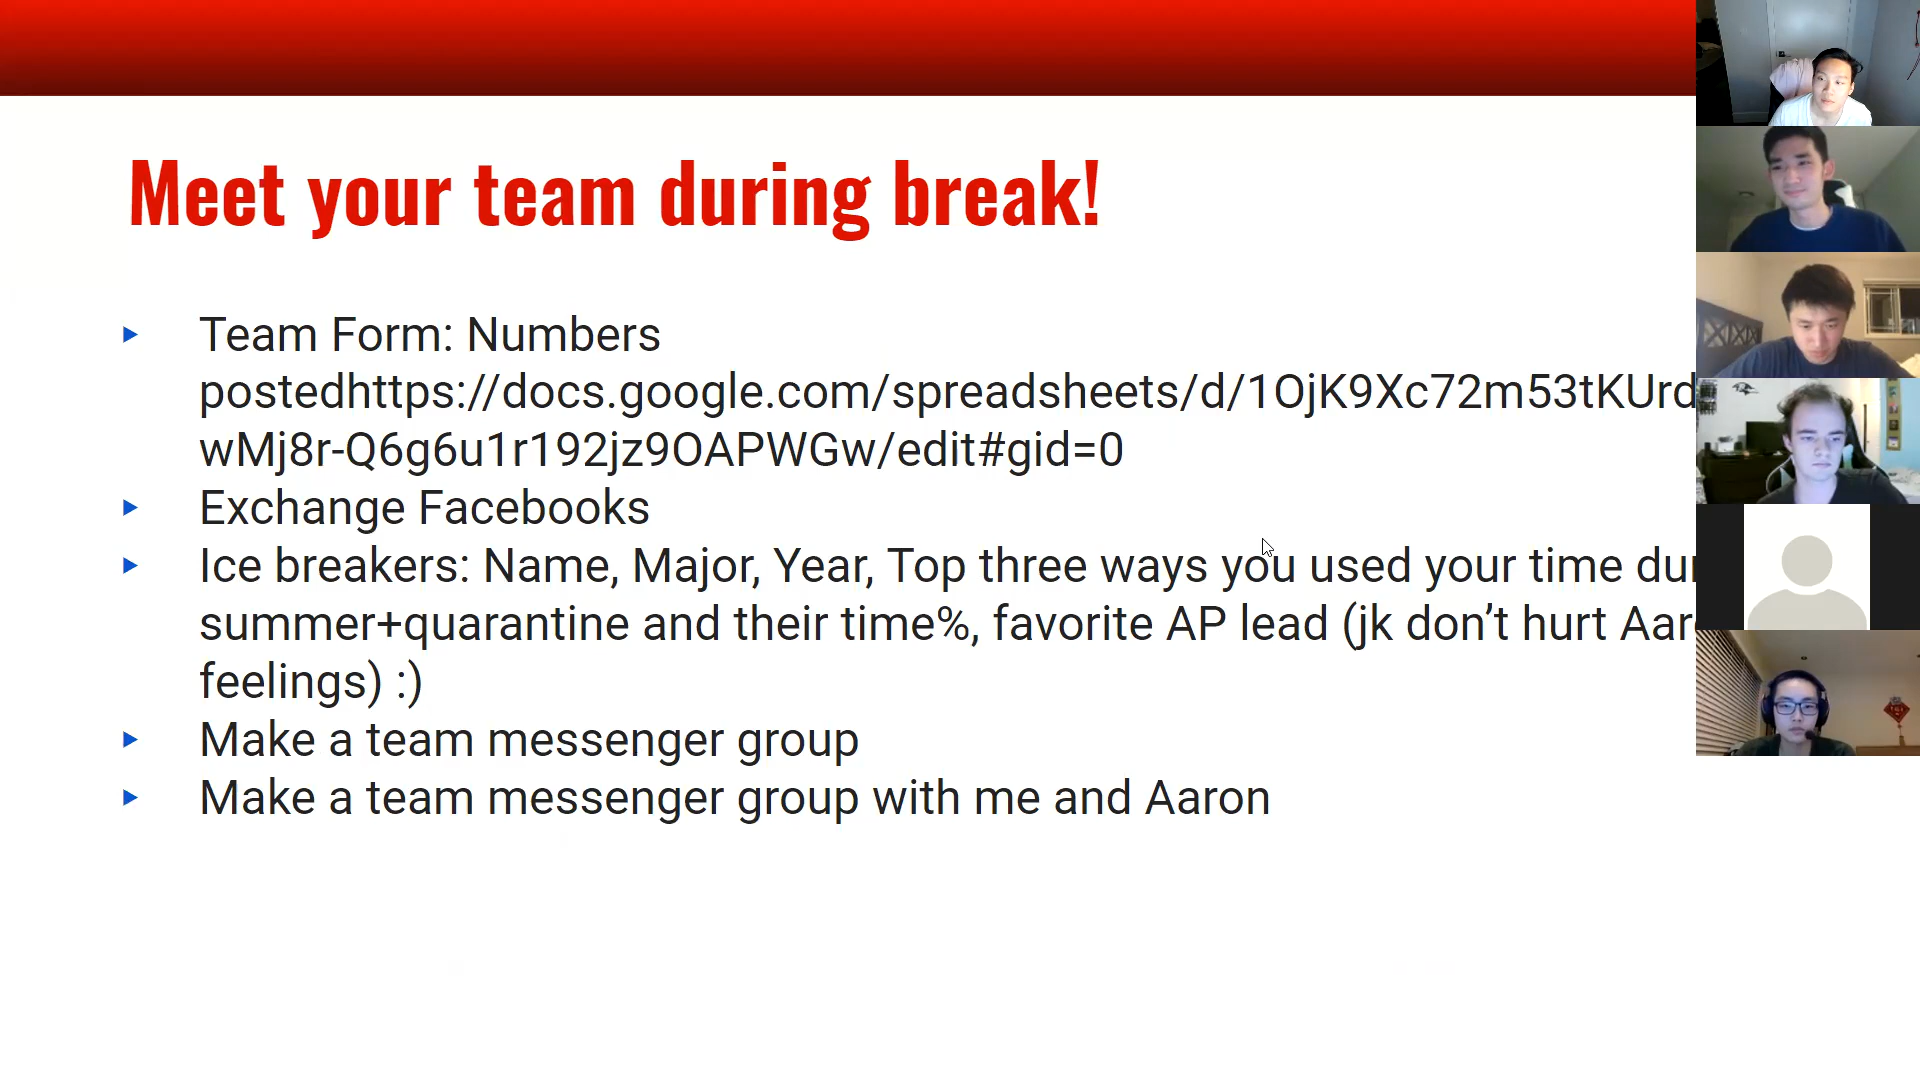 Meet your team during break!
Team Form: Numbers
postedhttps://docs.google.com/spreadsheets/d/1OjK9Xc72m53tKUrd
wMj8r-Q6g6u1r192jz9OAPWGw/edit#gid=0
Exchange Facebooks
Ice breakers: Name, Major, Year, Top three ways you used your time
summer+quarantine and their time%, favorite AP lead (jk don’t hurt
feelings) :)
Make a team messenger group
Make a team messenger group with me and Aaron